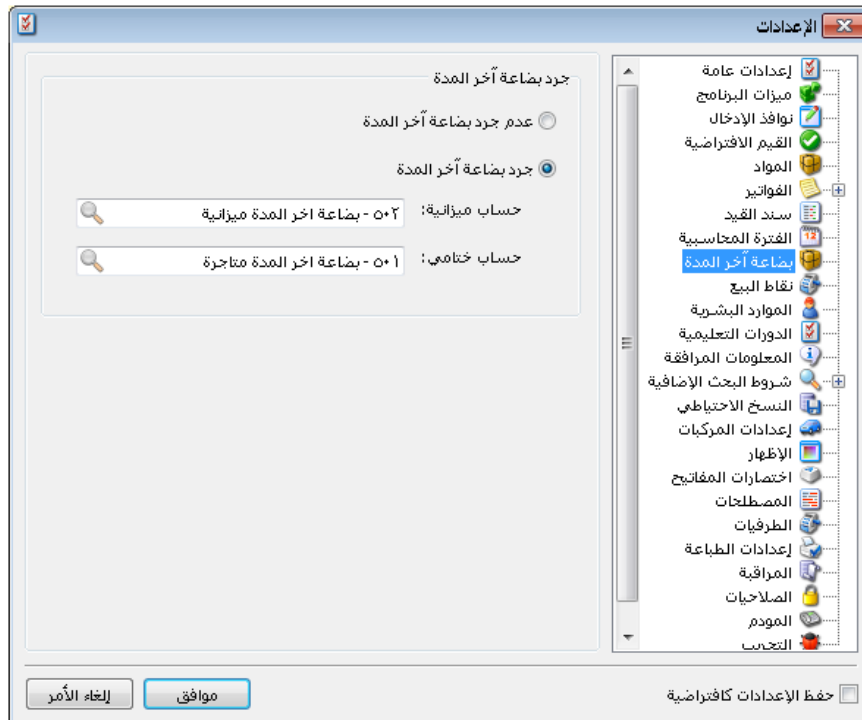 الإعدادات
إعدادات عامة
ميزات البرنامج
نوافذ الإدخال
القيم الافتراضية
المواد
الفواتير
سند القيد
الفترة المحاسبية
بضاعة آخر المدة
نقاط البيع
الموارد البشرية
الدورات التعليمية
المعلومات المرافقة
شروط البحث الإضافية
النسخ الاحتياطي
إعدادات المركبات
الإظهار
اختصارات المفاتيح
المصطلحات
الطرفيات
إعدادات الطباعة
المراقبة
الصلاحيات
المودم
التجريب
جرد بضاعة آخر المدة
عدم جرد بضاعة آخر المدة
جرد بضاعة آخر المدة
حساب ميزانية:
٥٠٢ - بضاعة اخر المدة ميزانية
حساب ختامي:
٥٠١ - بضاعة اخر المدة متاجرة
حفظ الإعدادات كافتراضية
موافق
إلغاء الأمر